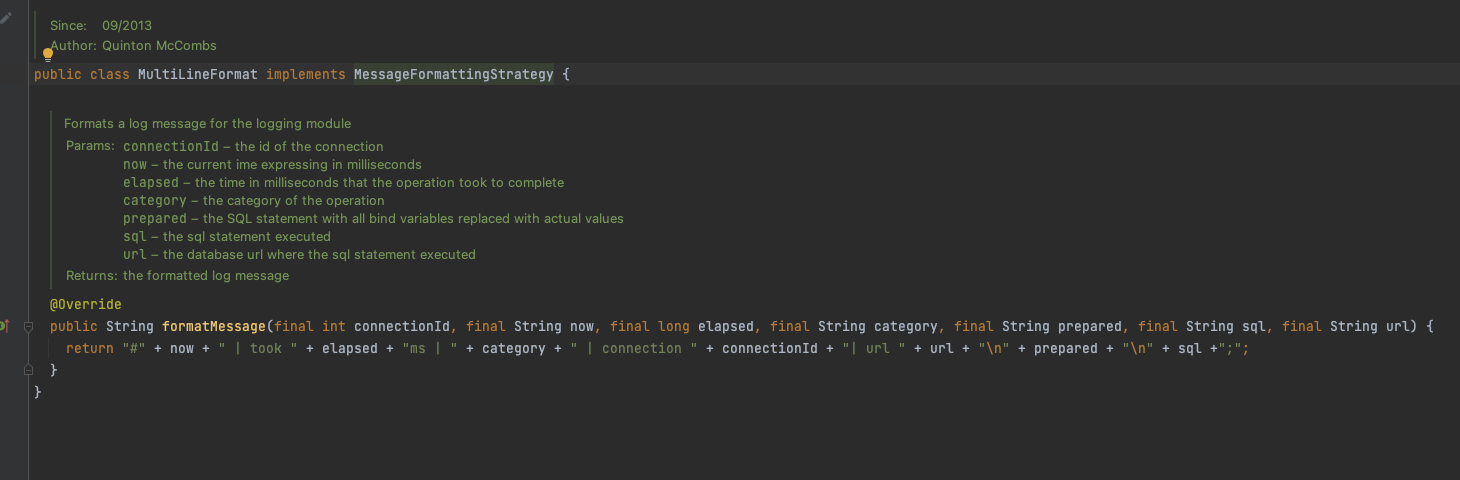 Since: 09/2013
Author: Quinton McCombs
public class MultiLineFormat implements MessageFormattingStrategy {
Formats a log message for the logging module
Params: connectionId – the id of the connection
now – the current ime expressing in milliseconds
elapsed – the time in milliseconds that the operation took to complete
category – the category of the operation
prepared – the SQL statement with all bind variables replaced with actual values
sql – the sql statement executed
url – the database url where the sql statement executed
Returns: the formatted log message
@Override
public String formatMessage(final int connectionId, final String now, final long elapsed, final String category, final String prepared, final String sql, final String url) {
return "#" + now + " | took " + elapsed + "ms | " + category + " | connection " + connectionId + "| url " + url + "\n" + prepared + "\n" + sql +";";
}
}